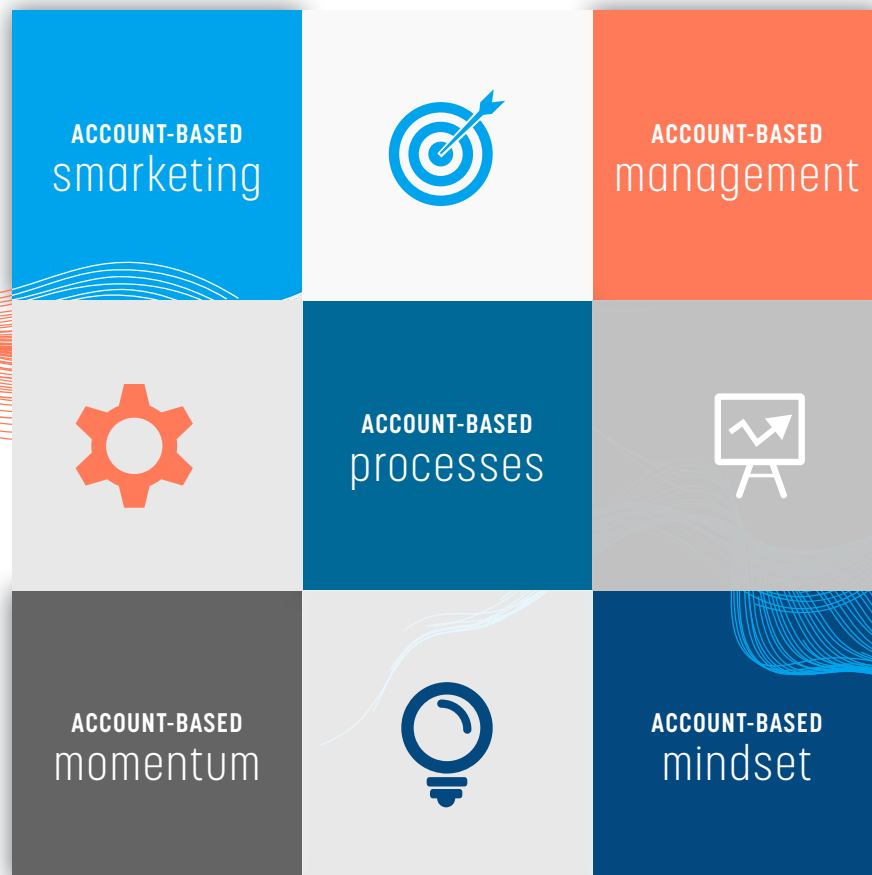 ACCOUNT-BASED
smarketing
ACCOUNT-BASED
management
ACCOUNT-BASED
processes
ACCOUNT-BASED
momentum
ACCOUNT-BASED
mindset